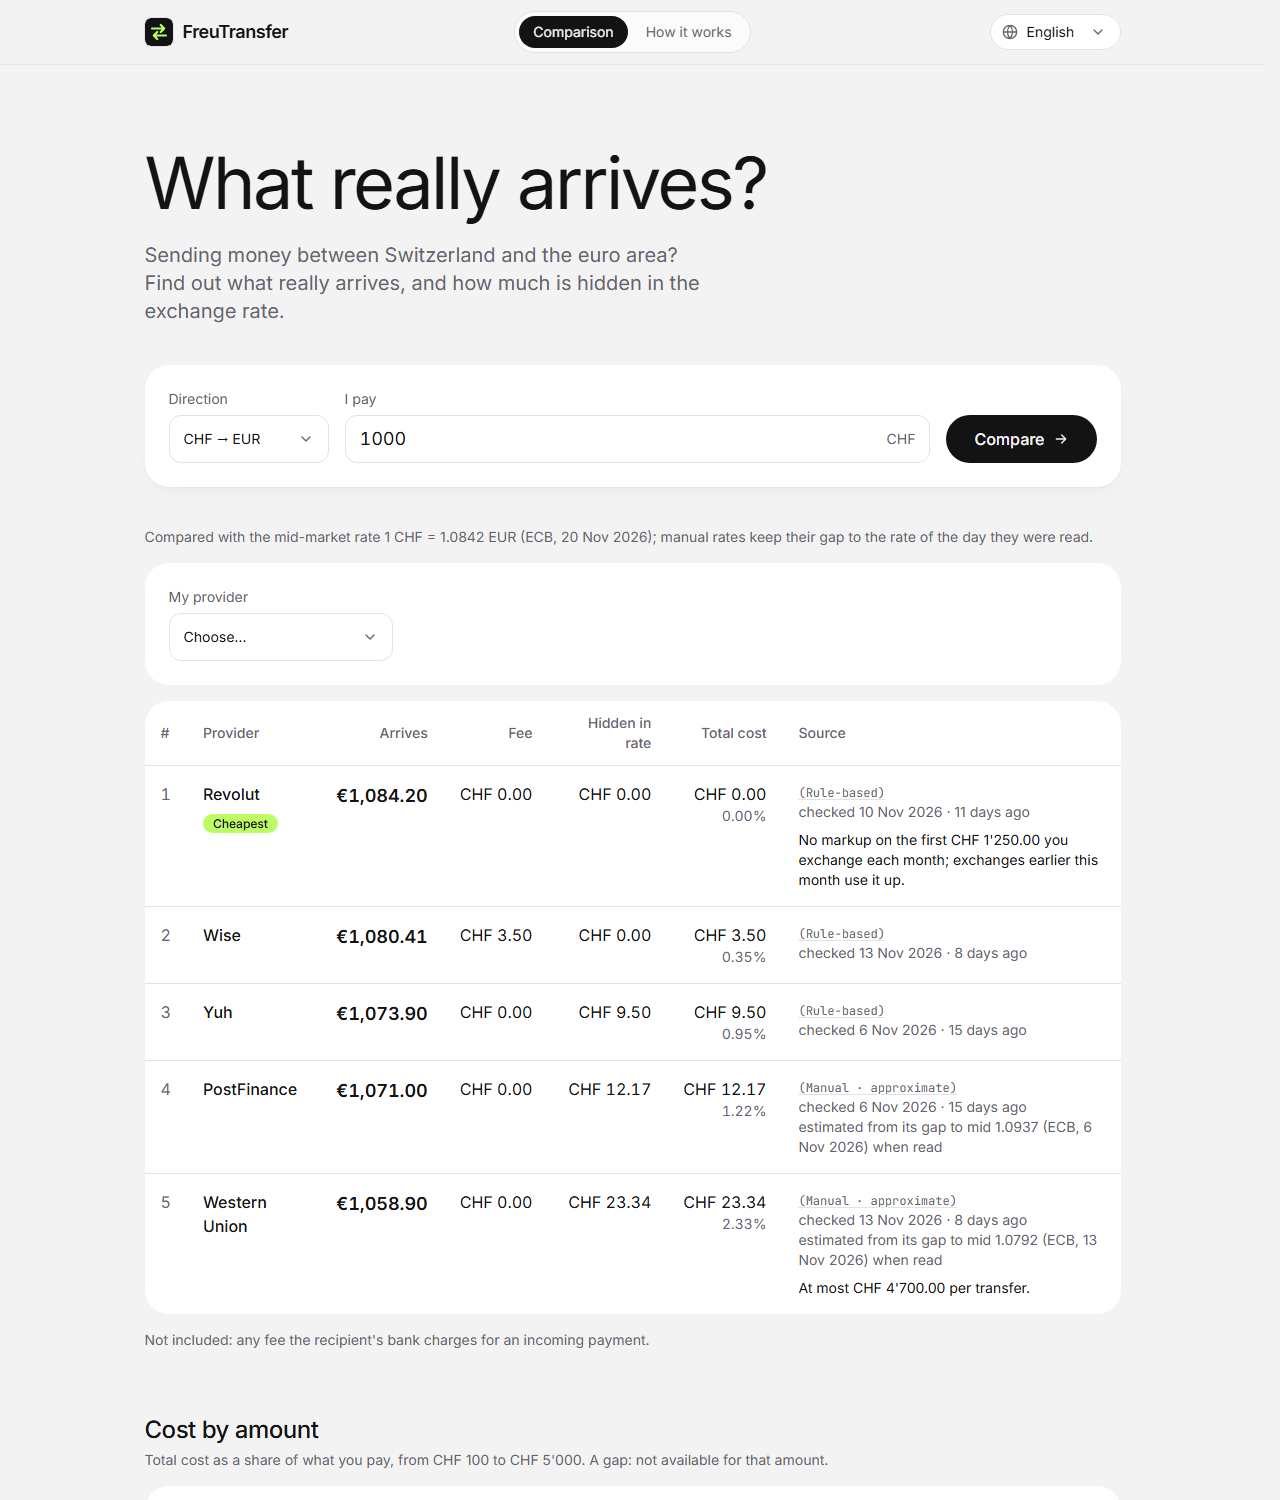 FreuTransfer
Comparison
How it works
English
What really arrives?
Sending money between Switzerland and the euro area?
Find out what really arrives, and how much is hidden in the
exchange rate.
Direction
I pay
CHF → EUR
1000
CHF
Compare →
Compared with the mid-market rate 1 CHF = 1.0842 EUR (ECB, 20 Nov 2026); manual rates keep their gap to the rate of the day they were read.
My provider
Choose...
# Provider Arrives Fee Hidden in rate Total cost Source
1 Revolut €1,084.20 CHF 0.00 CHF 0.00 CHF 0.00 (Rule-based)
Cheapest 0.00% checked 10 Nov 2026 · 11 days ago
No markup on the first CHF 1'250.00 you
exchange each month; exchanges earlier this
month use it up.
2 Wise €1,080.41 CHF 3.50 CHF 0.00 CHF 3.50 (Rule-based)
0.35% checked 13 Nov 2026 · 8 days ago
3 Yuh €1,073.90 CHF 0.00 CHF 9.50 CHF 9.50 (Rule-based)
0.95% checked 6 Nov 2026 · 15 days ago
4 PostFinance €1,071.00 CHF 0.00 CHF 12.17 CHF 12.17 (Manual · approximate)
1.22% checked 6 Nov 2026 · 15 days ago
estimated from its gap to mid 1.0937 (ECB, 6
Nov 2026) when read
5 Western Union €1,058.90 CHF 0.00 CHF 23.34 CHF 23.34 (Manual · approximate)
2.33% checked 13 Nov 2026 · 8 days ago
estimated from its gap to mid 1.0792 (ECB, 13
Nov 2026) when read
At most CHF 4'700.00 per transfer.
Not included: any fee the recipient's bank charges for an incoming payment.
Cost by amount
Total cost as a share of what you pay, from CHF 100 to CHF 5'000. A gap: not available for that amount.